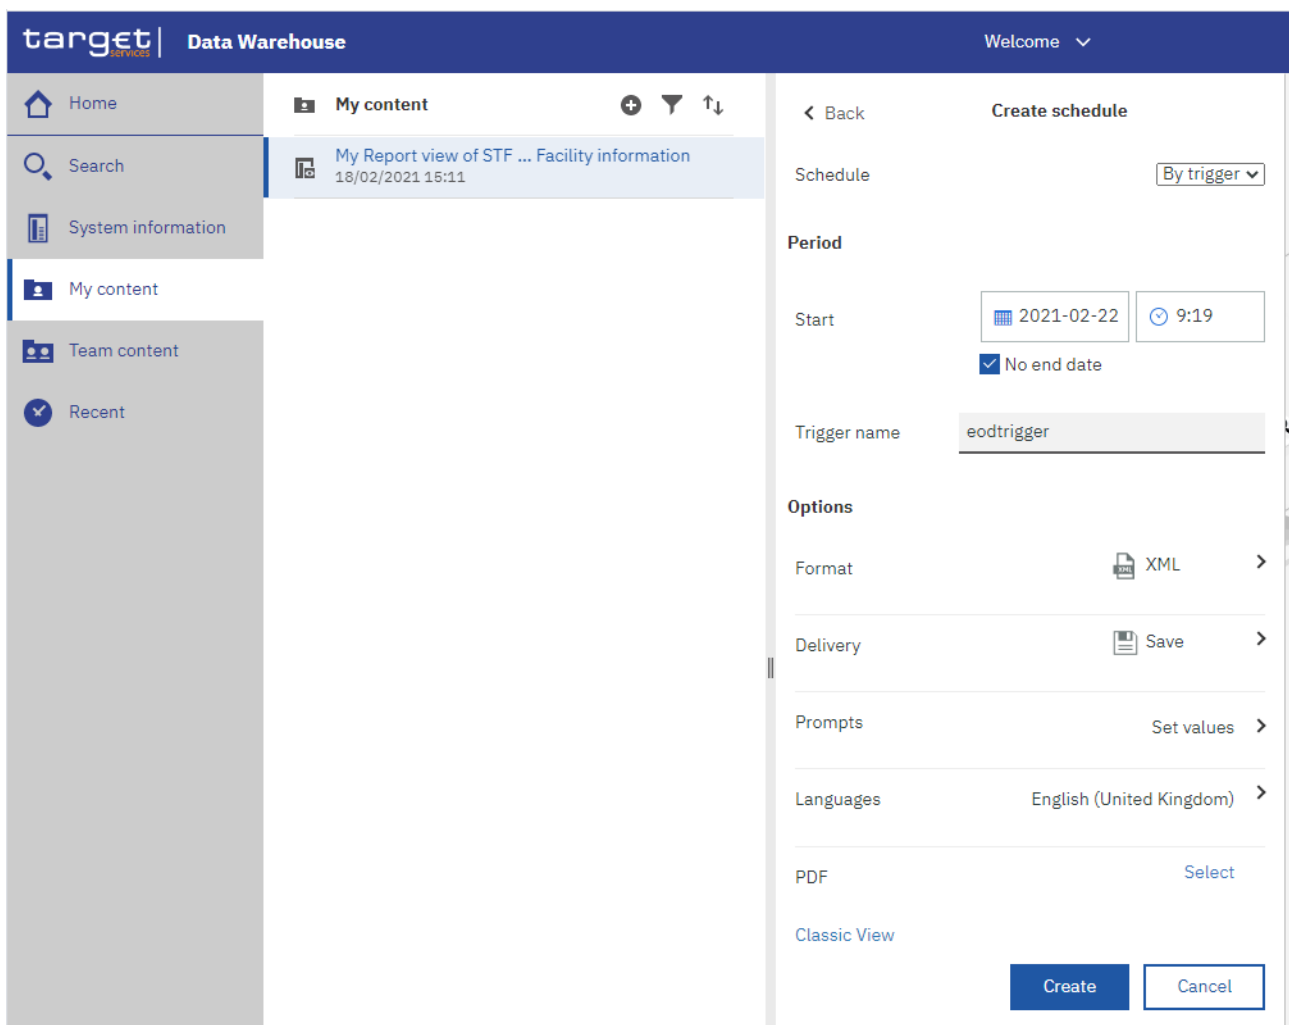 target services Data Warehouse Welcome
Home
Search
System information
My content
Team content
Recent
My content
My Report view of STF ... Facility information
18/02/2021 15:11
Back Create schedule
Schedule By trigger
Period
Start 2021-02-22 9:19
No end date
Trigger name eodtrigger
Options
Format XML XML
Delivery Save
Prompts Set values
Languages English (United Kingdom)
PDF Select
Classic View
Create Cancel